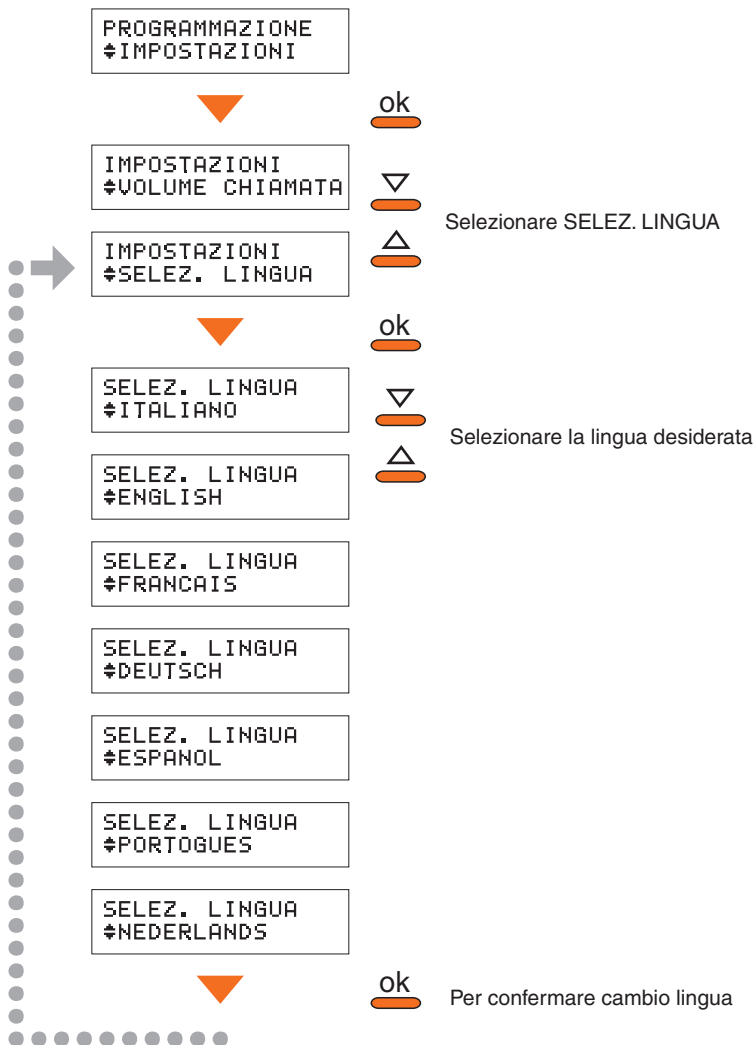 PROGRAMMAZIONE
IMPOSTAZIONI
ok
IMPOSTAZIONI
VOLUME CHIAMATA
Selezionare SELEZ. LINGUA
IMPOSTAZIONI
SELEZ. LINGUA
ok
SELEZ. LINGUA
ITALIANO
Selezionare la lingua desiderata
SELEZ. LINGUA
ENGLISH
SELEZ. LINGUA
FRANCAIS
SELEZ. LINGUA
DEUTSCH
SELEZ. LINGUA
ESPANOL
SELEZ. LINGUA
PORTOGUES
SELEZ. LINGUA
NEDERLANDS
ok
Per confermare cambio lingua